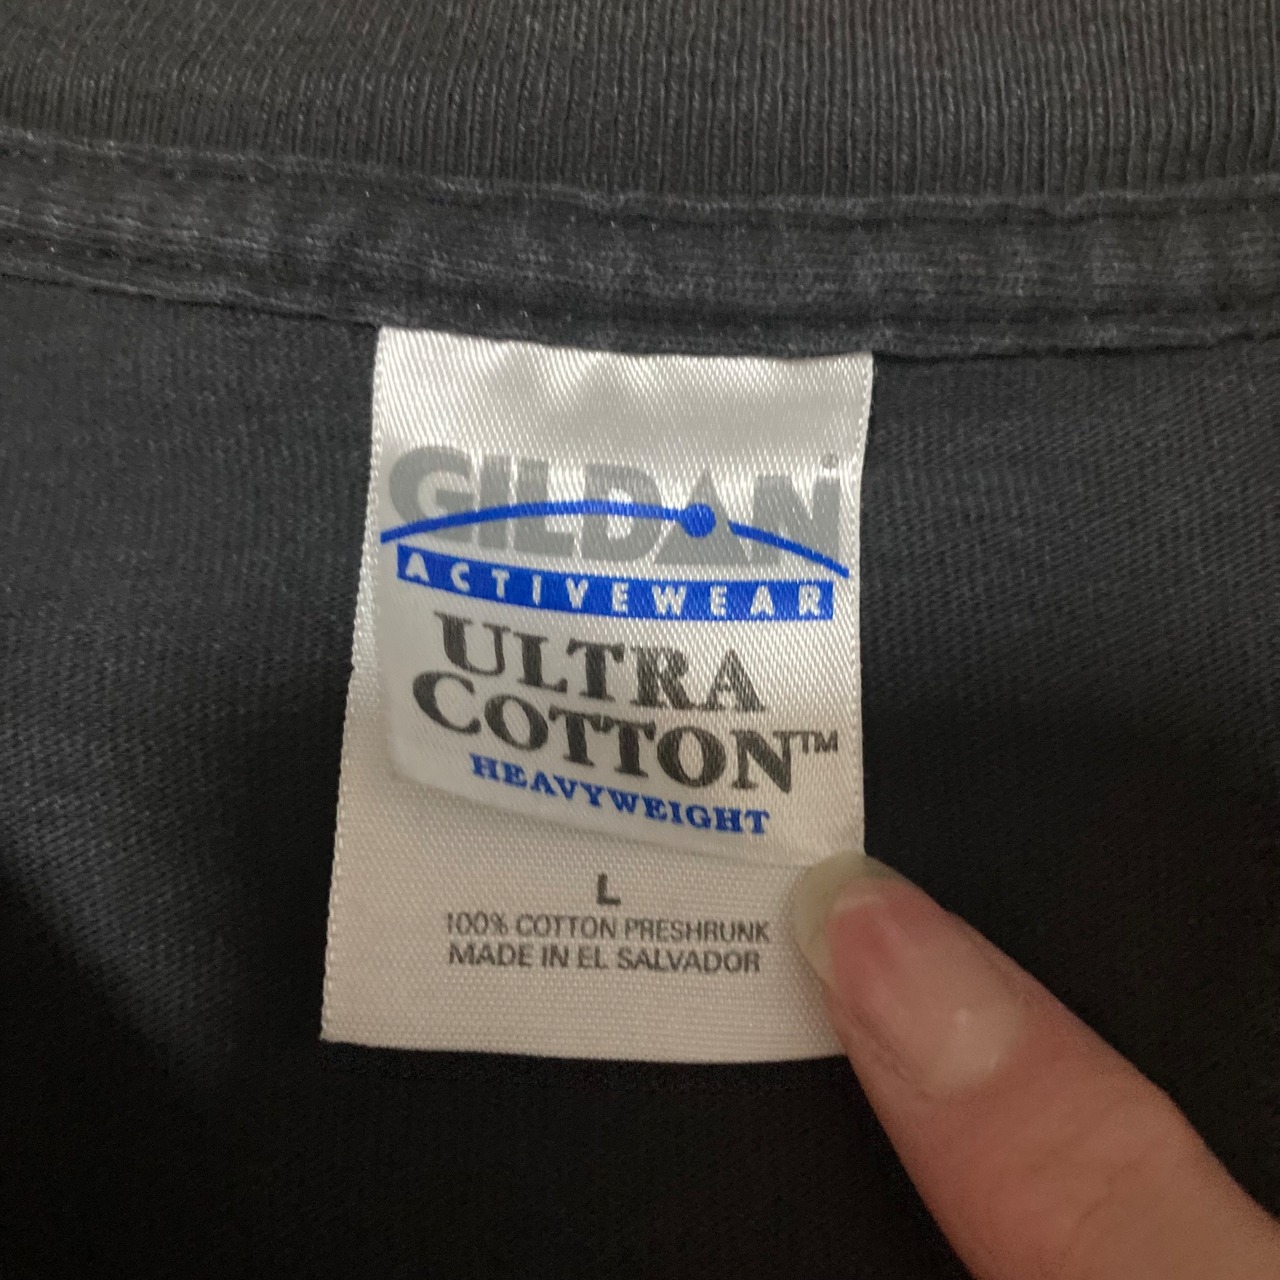 GILDAN®
ACTIVEWEAR
ULTRA
COTTON™
HEAVYWEIGHT
L
100% COTTON PRESHRUNK
MADE IN EL SALVADOR